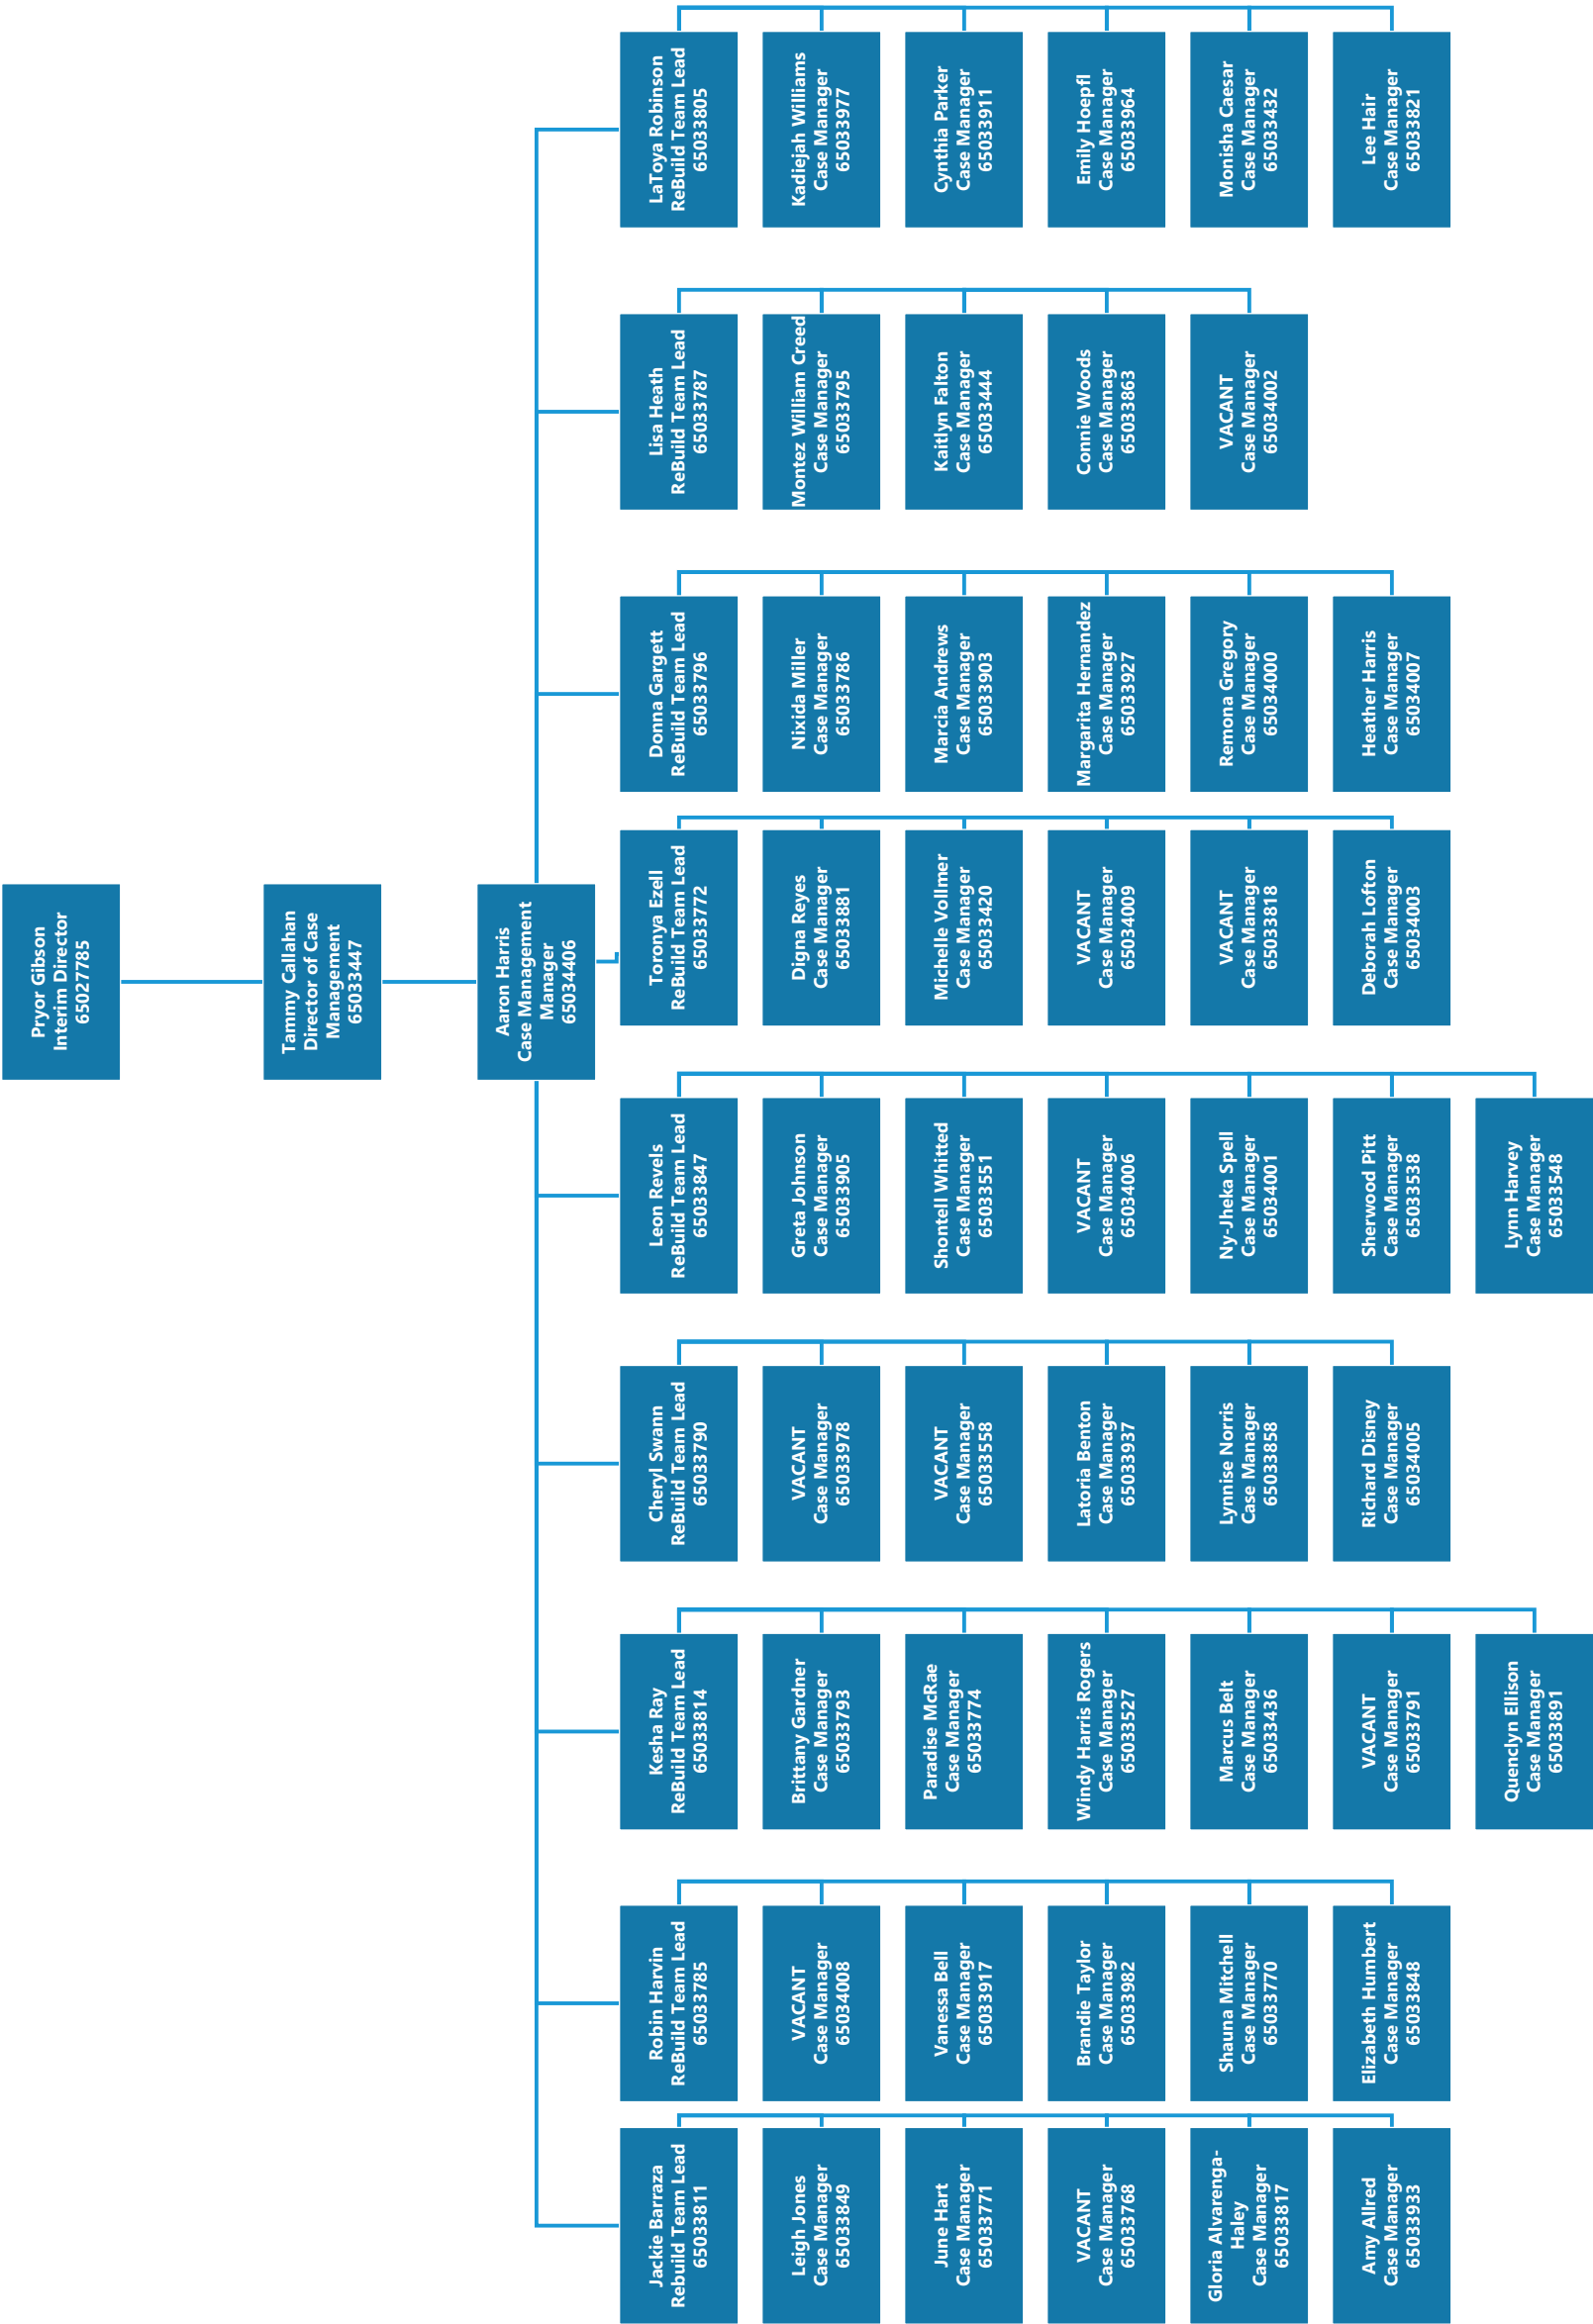 Pryor Gibson
Interim Director
65027785
Tammy Callahan
Director of Case
Management
65033447
Aaron Harris
Case Management
Manager
65034406
Jackie Barraza
Rebuild Team Lead
65033811
Leigh Jones
Case Manager
65033849
June Hart
Case Manager
65033771
VACANT
Case Manager
65033768
Gloria Alvarenga-
Haley
Case Manager
65033817
Amy Allred
Case Manager
65033933
Robin Harvin
ReBuild Team Lead
65033785
VACANT
Case Manager
65034008
Vanessa Bell
Case Manager
65033917
Brandie Taylor
Case Manager
65033982
Shauna Mitchell
Case Manager
65033770
Elizabeth Humbert
Case Manager
65033848
Kesha Ray
ReBuild Team Lead
65033814
Brittany Gardner
Case Manager
65033793
Paradise McRae
Case Manager
65033774
Windy Harris Rogers
Case Manager
65033527
Marcus Belt
Case Manager
65033436
VACANT
Case Manager
65033791
Quenclyn Ellison
Case Manager
65033891
Cheryl Swann
ReBuild Team Lead
65033790
VACANT
Case Manager
65033978
VACANT
Case Manager
65033558
Latoria Benton
Case Manager
65033937
Lynnise Norris
Case Manager
65033858
Richard Disney
Case Manager
65034005
Leon Revels
ReBuild Team Lead
65033847
Greta Johnson
Case Manager
65033905
Shontell Whitted
Case Manager
65033551
VACANT
Case Manager
65034006
Ny-Jheka Spell
Case Manager
65034001
Sherwood Pitt
Case Manager
65033538
Lynn Harvey
Case Manager
65033548
Toronya Ezell
ReBuild Team Lead
65033772
Digna Reyes
Case Manager
65033881
Michelle Vollmer
Case Manager
65033420
VACANT
Case Manager
65034009
VACANT
Case Manager
65033818
Deborah Lofton
Case Manager
65034003
Donna Gargett
ReBuild Team Lead
65033796
Nixida Miller
Case Manager
65033786
Marcia Andrews
Case Manager
65033903
Margarita Hernandez
Case Manager
65033927
Remona Gregory
Case Manager
65034000
Heather Harris
Case Manager
65034007
Lisa Heath
ReBuild Team Lead
65033787
Montez William Creed
Case Manager
65033795
Kaitlyn Falton
Case Manager
65033444
Connie Woods
Case Manager
65033863
VACANT
Case Manager
65034002
LaToya Robinson
ReBuild Team Lead
65033805
Kadiejah Williams
Case Manager
65033977
Cynthia Parker
Case Manager
65033911
Emily Hoepfl
Case Manager
65033964
Monisha Caesar
Case Manager
65033432
Lee Hair
Case Manager
65033821